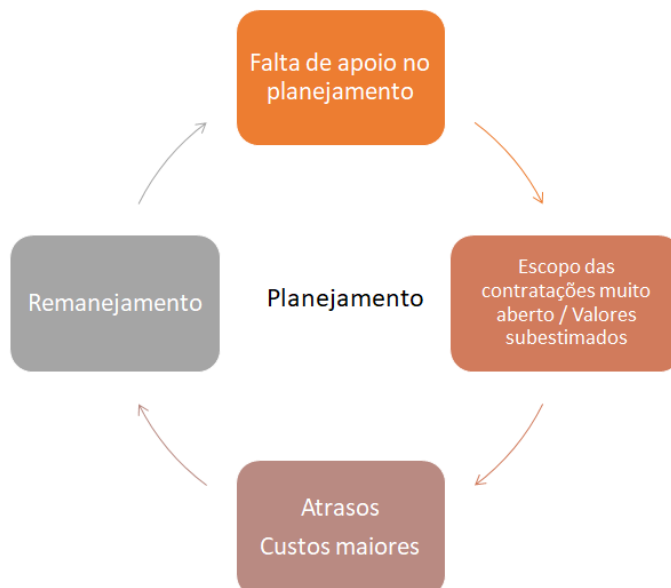 Falta de apoio no
planejamento
Escopo das
contratações muito
aberto / Valores
subestimados
Planejamento
Remanejamento
Atrasos
Custos maiores